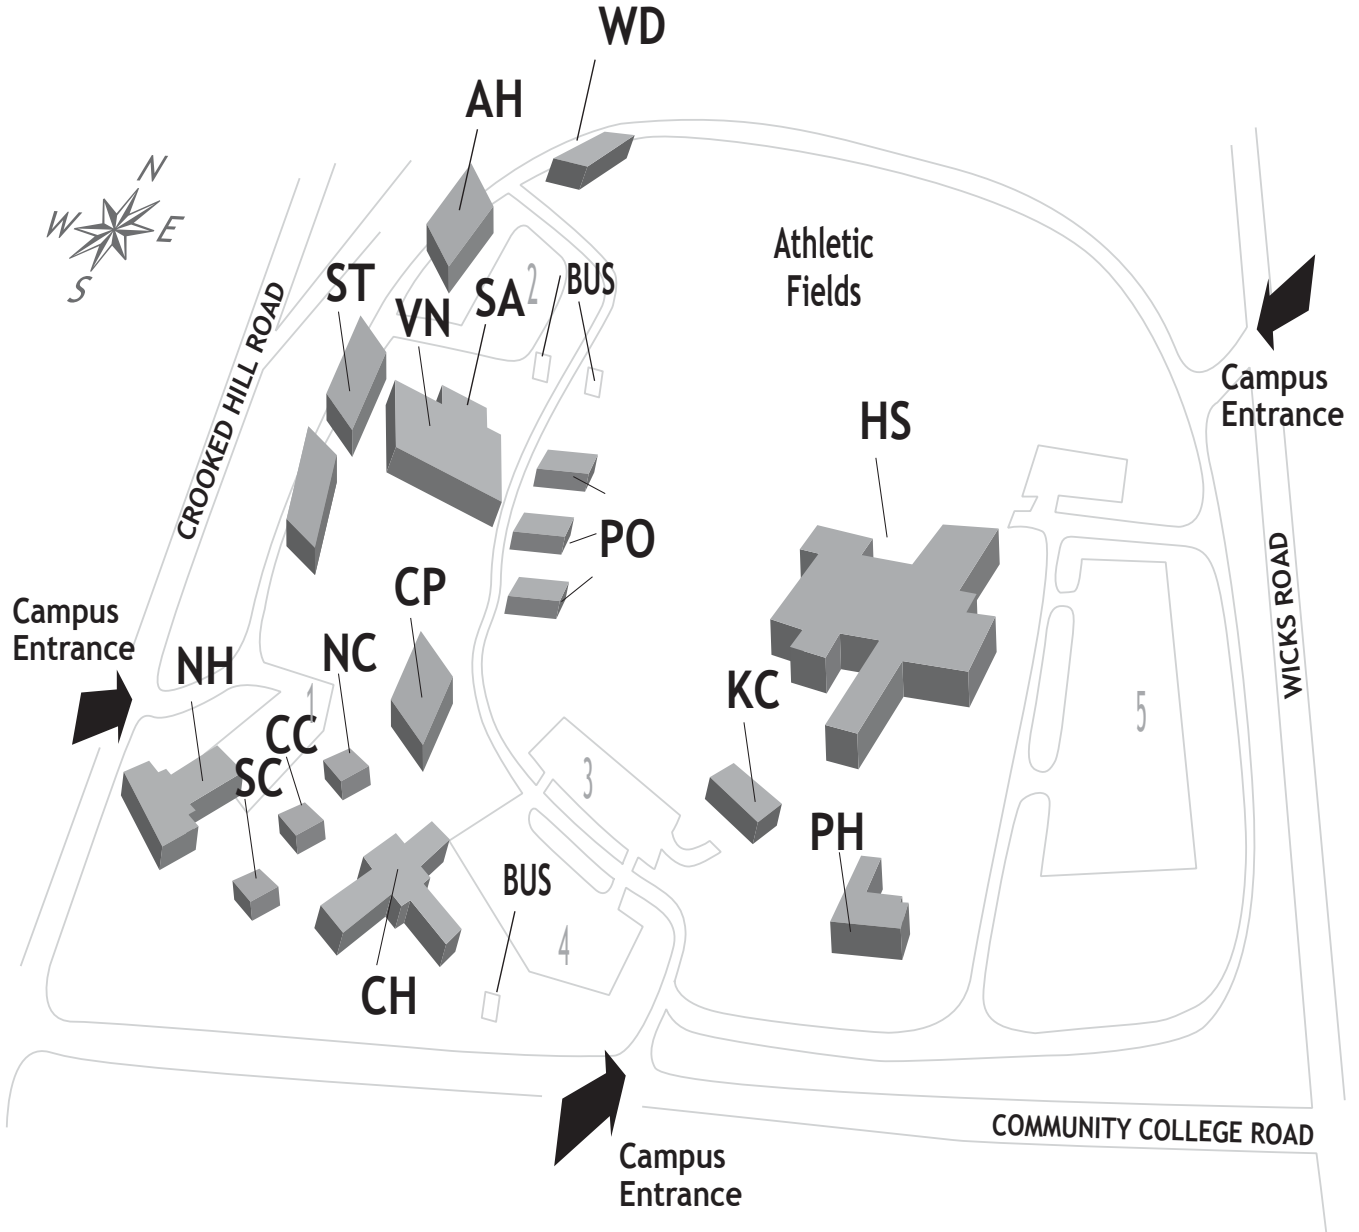 WD
AH
N
W
E
S
Athletic
Fields
ST
VN
SA
2
BUS
CROOKED HILL ROAD
Campus
Entrance
HS
PO
CP
WICKS ROAD
Campus
Entrance
NH
NC
1
CC
SC
KC
5
3
PH
BUS
4
CH
COMMUNITY COLLEGE ROAD
Campus
Entrance